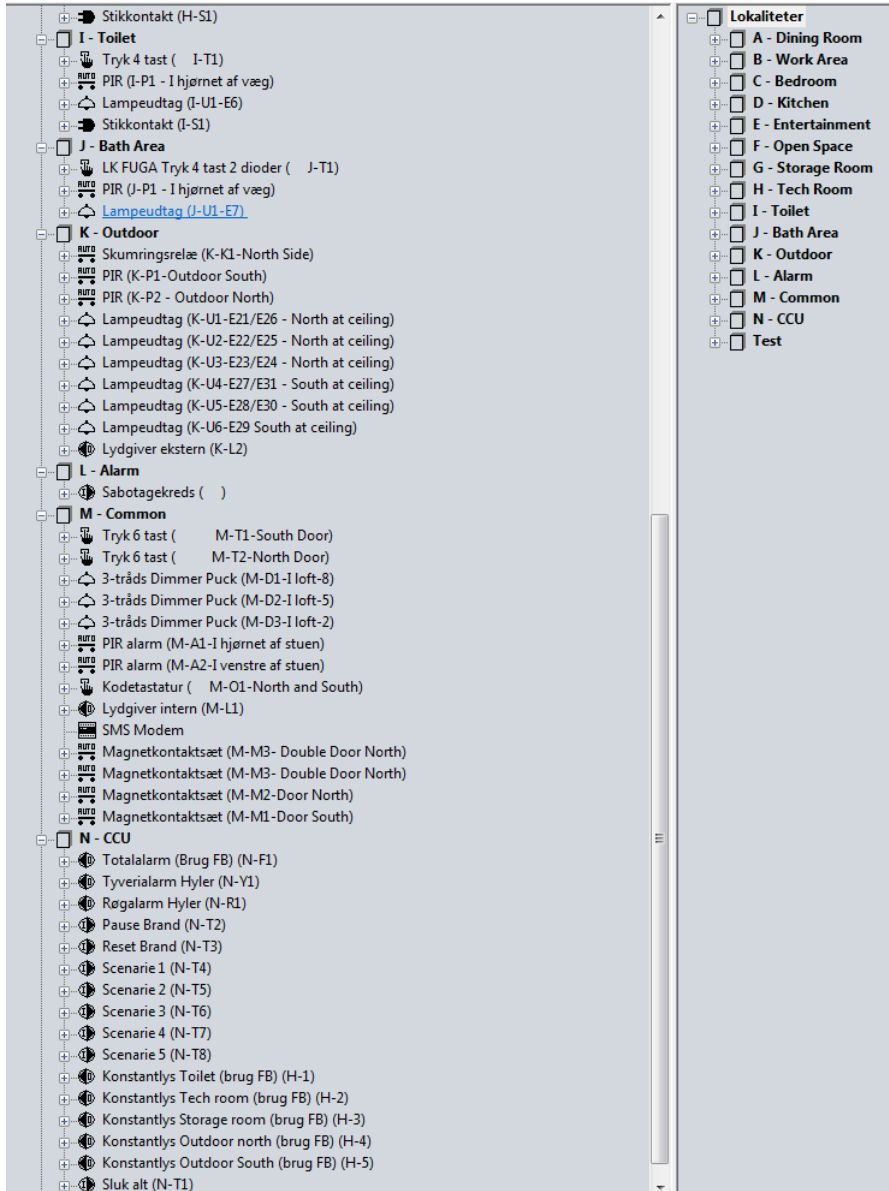 Stikkontakt (H-S1)
I - Toilet
Tryk 4 tast ( I-T1)
AUTO PIR (I-P1 - I hjørnet af væg)
Lampeudtag (I-U1-E6)
Stikkontakt (I-S1)
J - Bath Area
LK FUGA Tryk 4 tast 2 dioder ( J-T1)
AUTO PIR (J-P1 - I hjørnet af væg)
Lampeudtag (J-U1-E7)
K - Outdoor
AUTO Skumringsrelæ (K-K1-North Side)
AUTO PIR (K-P1-Outdoor South)
AUTO PIR (K-P2 - Outdoor North)
Lampeudtag (K-U1-E21/E26 - North at ceiling)
Lampeudtag (K-U2-E22/E25 - North at ceiling)
Lampeudtag (K-U3-E23/E24 - North at ceiling)
Lampeudtag (K-U4-E27/E31 - South at ceiling)
Lampeudtag (K-U5-E28/E30 - South at ceiling)
Lampeudtag (K-U6-E29 South at ceiling)
Lydgiver ekstern (K-L2)
L - Alarm
Sabotagekreds ( )
M - Common
Tryk 6 tast ( M-T1-South Door)
Tryk 6 tast ( M-T2-North Door)
3-tråds Dimmer Puck (M-D1-I loft-8)
3-tråds Dimmer Puck (M-D2-I loft-5)
3-tråds Dimmer Puck (M-D3-I loft-2)
AUTO PIR alarm (M-A1-I hjørnet af stuen)
AUTO PIR alarm (M-A2-I venstre af stuen)
Kodetastatur ( M-O1-North and South)
Lydgiver intern (M-L1)
SMS Modem
AUTO Magnetkontaktsæt (M-M3- Double Door North)
AUTO Magnetkontaktsæt (M-M3- Double Door North)
AUTO Magnetkontaktsæt (M-M2-Door North)
AUTO Magnetkontaktsæt (M-M1-Door South)
N - CCU
Totalalarm (Brug FB) (N-F1)
Tyverialarm Hyler (N-Y1)
Røgalarm Hyler (N-R1)
Pause Brand (N-T2)
Reset Brand (N-T3)
Scenarie 1 (N-T4)
Scenarie 2 (N-T5)
Scenarie 3 (N-T6)
Scenarie 4 (N-T7)
Scenarie 5 (N-T8)
Konstantlys Toilet (brug FB) (H-1)
Konstantlys Tech room (brug FB) (H-2)
Konstantlys Storage room (brug FB) (H-3)
Konstantlys Outdoor north (brug FB) (H-4)
Konstantlys Outdoor South (brug FB) (H-5)
Sluk alt (N-T1)
Lokaliteter
A - Dining Room
B - Work Area
C - Bedroom
D - Kitchen
E - Entertainment
F - Open Space
G - Storage Room
H - Tech Room
I - Toilet
J - Bath Area
K - Outdoor
L - Alarm
M - Common
N - CCU
Test